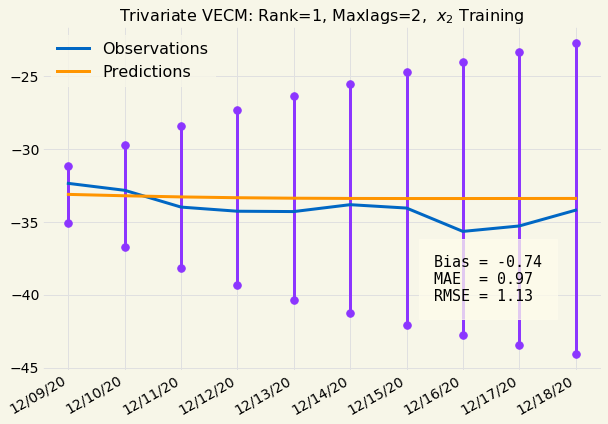 Trivariate VECM: Rank=1, Maxlags=2,  x₂ Training
Observations
Predictions
−25
−30
−35
−40
−45
Bias = -0.74
MAE  = 0.97
RMSE = 1.13
12/09/20
12/10/20
12/11/20
12/12/20
12/13/20
12/14/20
12/15/20
12/16/20
12/17/20
12/18/20